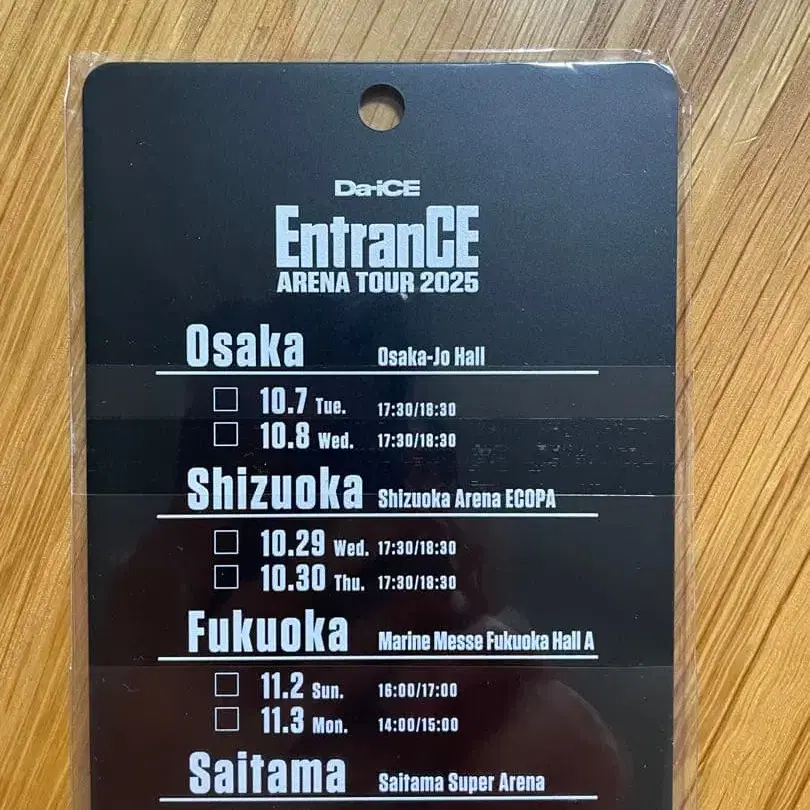 Da-iCE
EntranCE
ARENA TOUR 2025
Osaka Osaka-Jo Hall
10.7 Tue. 17:30/18:30
10.8 Wed. 17:30/18:30
Shizuoka Shizuoka Arena ECOPA
10.29 Wed. 17:30/18:30
10.30 Thu. 17:30/18:30
Fukuoka Marine Messe Fukuoka Hall A
11.2 Sun. 16:00/17:00
11.3 Mon. 14:00/15:00
Saitama Saitama Super Arena